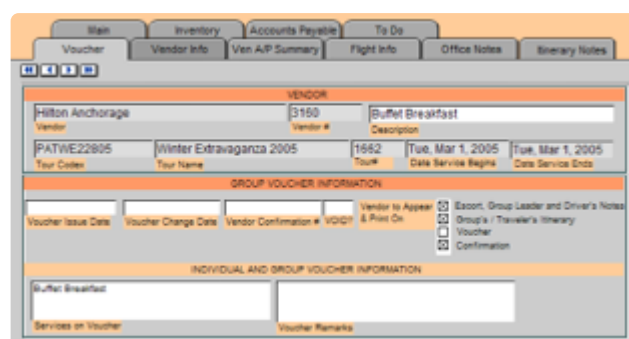 Main Inventory Accounts Payable To Do
Voucher Vendor Info Ven A/P Summary Flight Info Office Notes Itinerary Notes
VENDOR
Hilton Anchorage 3160 Buffet Breakfast
Vendor Vendor # Description
PATWE22805 Winter Extravaganza 2005 1662 Tue, Mar 1, 2005 Tue, Mar 1, 2005
Tour Codex Tour Name Tour# Date Service Begins Date Service Ends
GROUP VOUCHER INFORMATION
Vendor to Appear Escort, Group Leader and Driver's Notes
Voucher Issue Date Voucher Change Date Vendor Confirmation # VOID? & Print On Group's / Traveler's Itinerary
Voucher
Confirmation
INDIVIDUAL AND GROUP VOUCHER INFORMATION
Buffet Breakfast
Services on Voucher Voucher Remarks